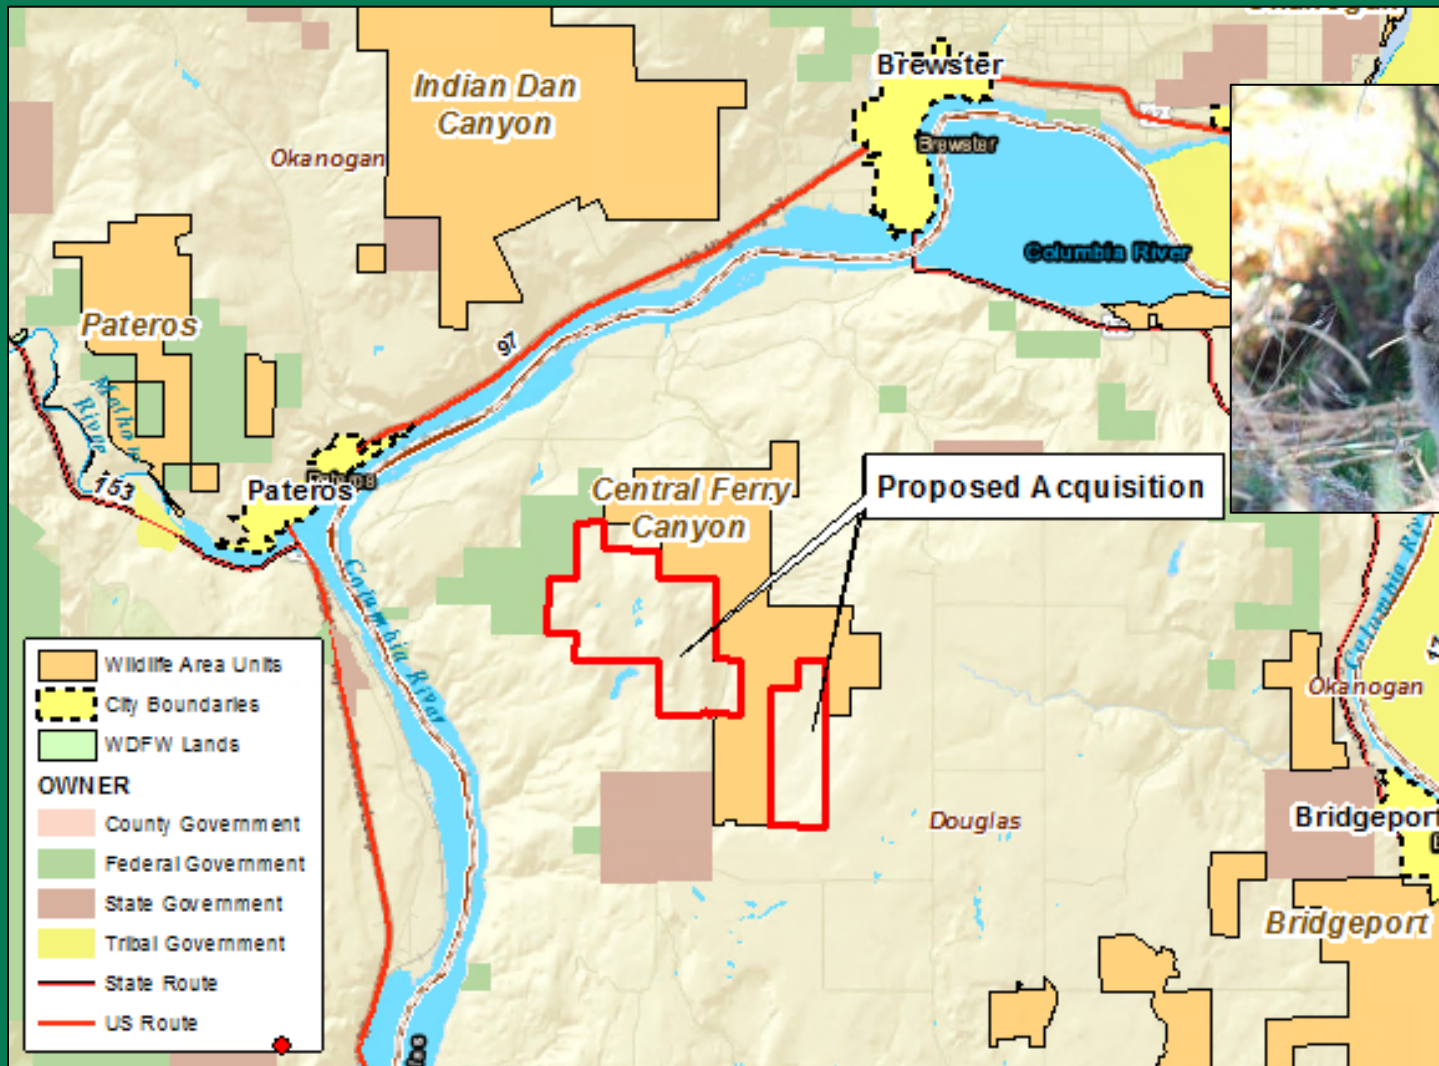 Indian Dan
Canyon
Brewster
Okanogan
Brewster
Columbia River
Pateros
97
Methow
River
153
Pateros
Central Ferry
Canyon
Proposed Acquisition
Columbia River
17
Okanogan
Douglas
Bridgeport
Bridgeport
Wildlife Area Units
City Boundaries
WDFW Lands
OWNER
County Government
Federal Government
State Government
Tribal Government
State Route
US Route